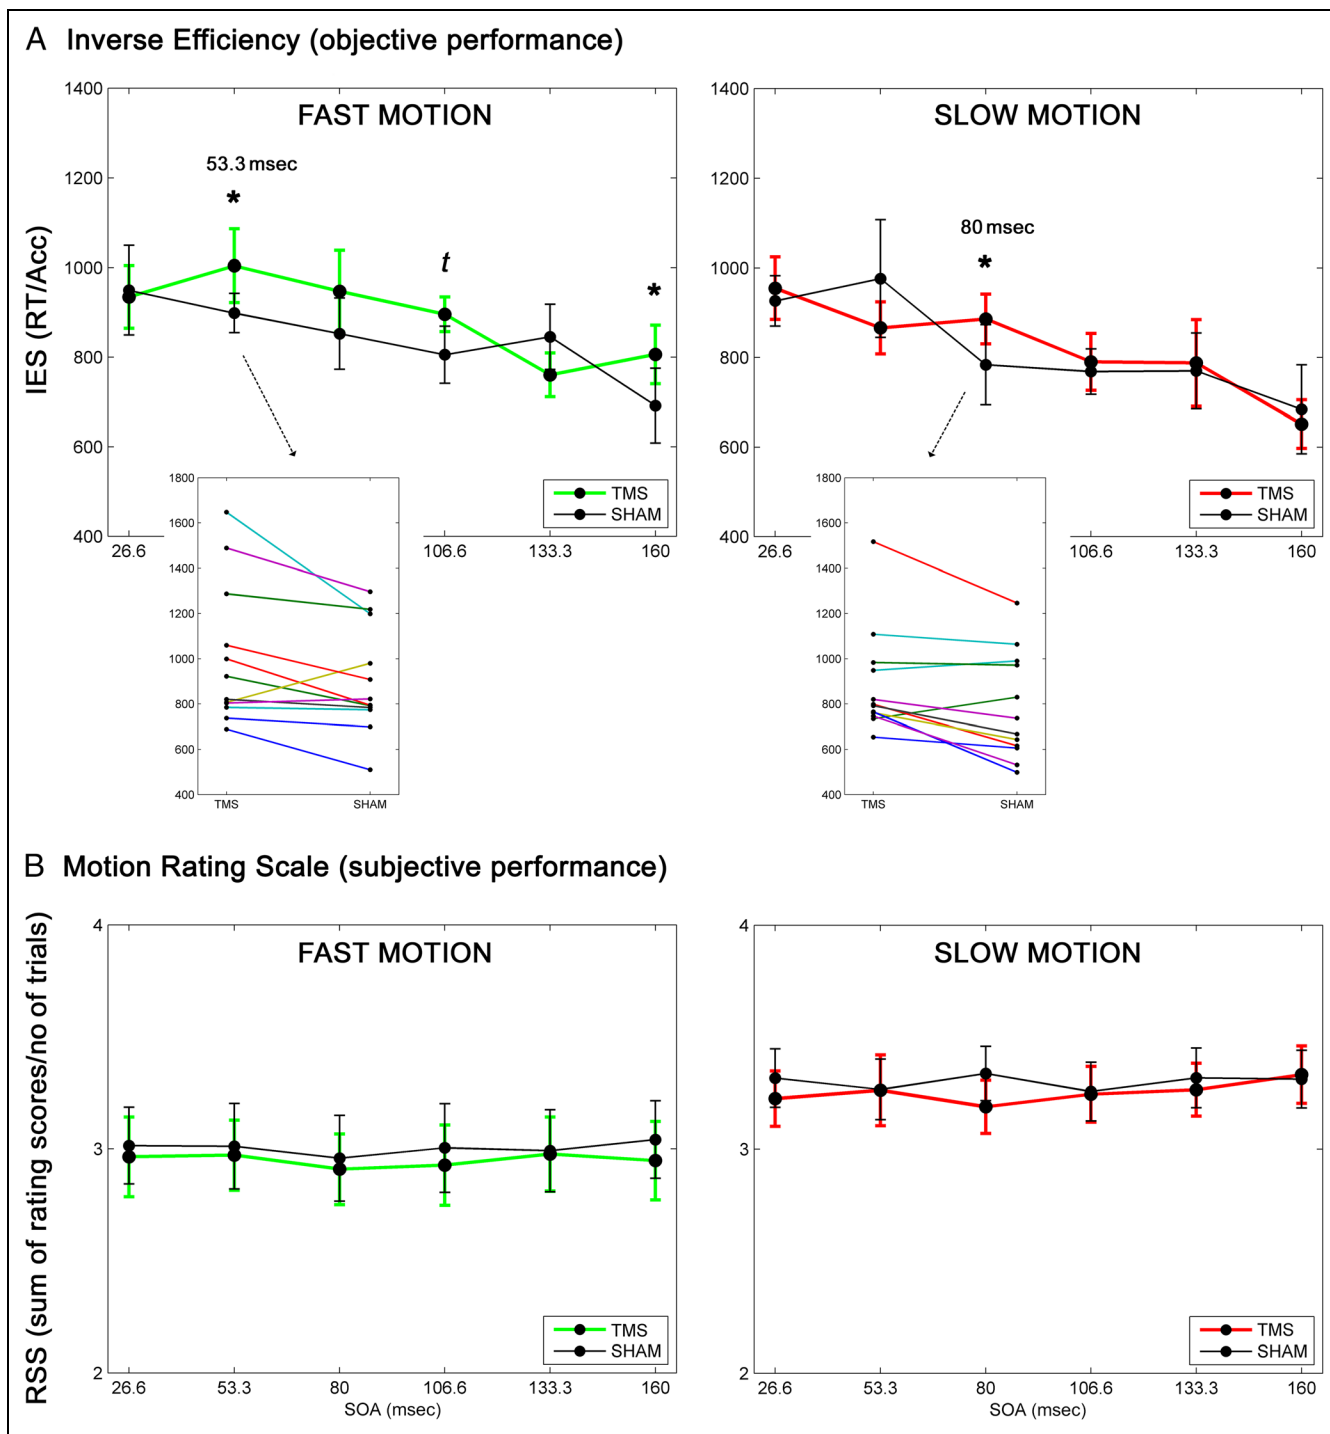 A Inverse Efficiency (objective performance)
IES (RT/Acc)
FAST MOTION
1400
1200
1000
800
600
400
53.3 msec
*
t
*
TMS
SHAM
26.6 106.6 133.3 160
1800
1600
1400
1200
1000
800
600
400
TMS SHAM
SLOW MOTION
1400
1200
1000
800
600
400
80 msec
*
TMS
SHAM
26.6 106.6 133.3 160
1800
1600
1400
1200
1000
800
600
400
TMS SHAM
B Motion Rating Scale (subjective performance)
RSS (sum of rating scores/no of trials)
FAST MOTION
4
3
2
TMS
SHAM
26.6 53.3 80 106.6 133.3 160
SOA (msec)
SLOW MOTION
4
3
2
TMS
SHAM
26.6 53.3 80 106.6 133.3 160
SOA (msec)